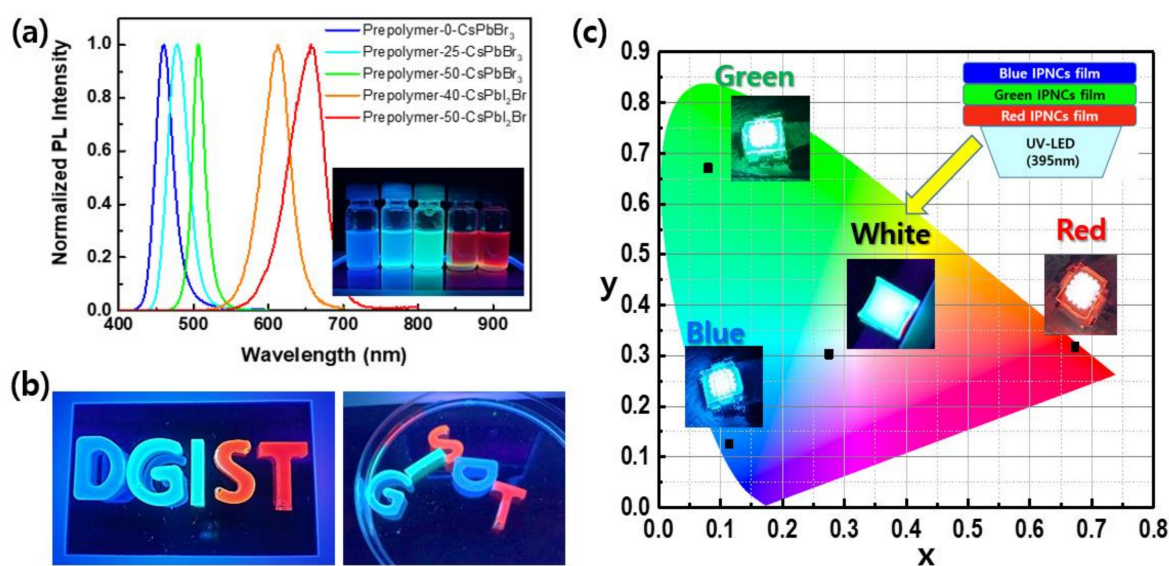 (a)
Normalized PL Intensity
1.0
0.8
0.6
0.4
0.2
0.0
400
500
600
700
800
900
Wavelength (nm)
Prepolymer-0-CsPbBr₃
Prepolymer-25-CsPbBr₃
Prepolymer-50-CsPbBr₃
Prepolymer-40-CsPbI₂Br
Prepolymer-50-CsPbI₂Br
(b)
DGIST
G I S D T
(c)
y
0.9
0.8
0.7
0.6
0.5
0.4
0.3
0.2
0.1
0.0
0.0
0.1
0.2
0.3
0.4
0.5
0.6
0.7
0.8
x
Green
Blue IPNCs film
Green IPNCs film
Red IPNCs film
UV-LED
(395nm)
White
Red
Blue